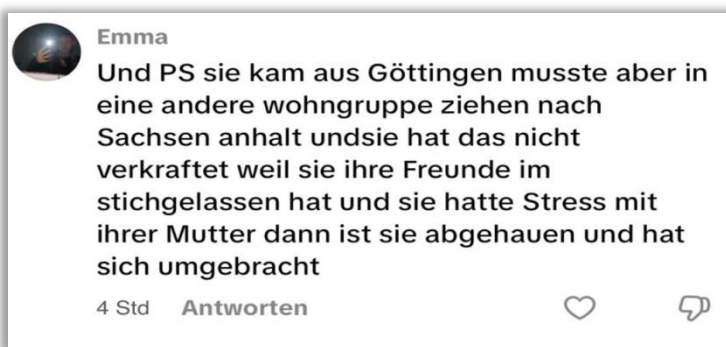 Emma
Und PS sie kam aus Göttingen musste aber in
eine andere wohngruppe ziehen nach
Sachsen anhalt undsie hat das nicht
verkraftet weil sie ihre Freunde im
stichgelassen hat und sie hatte Stress mit
ihrer Mutter dann ist sie abgehauen und hat
sich umgebracht
4 Std Antworten